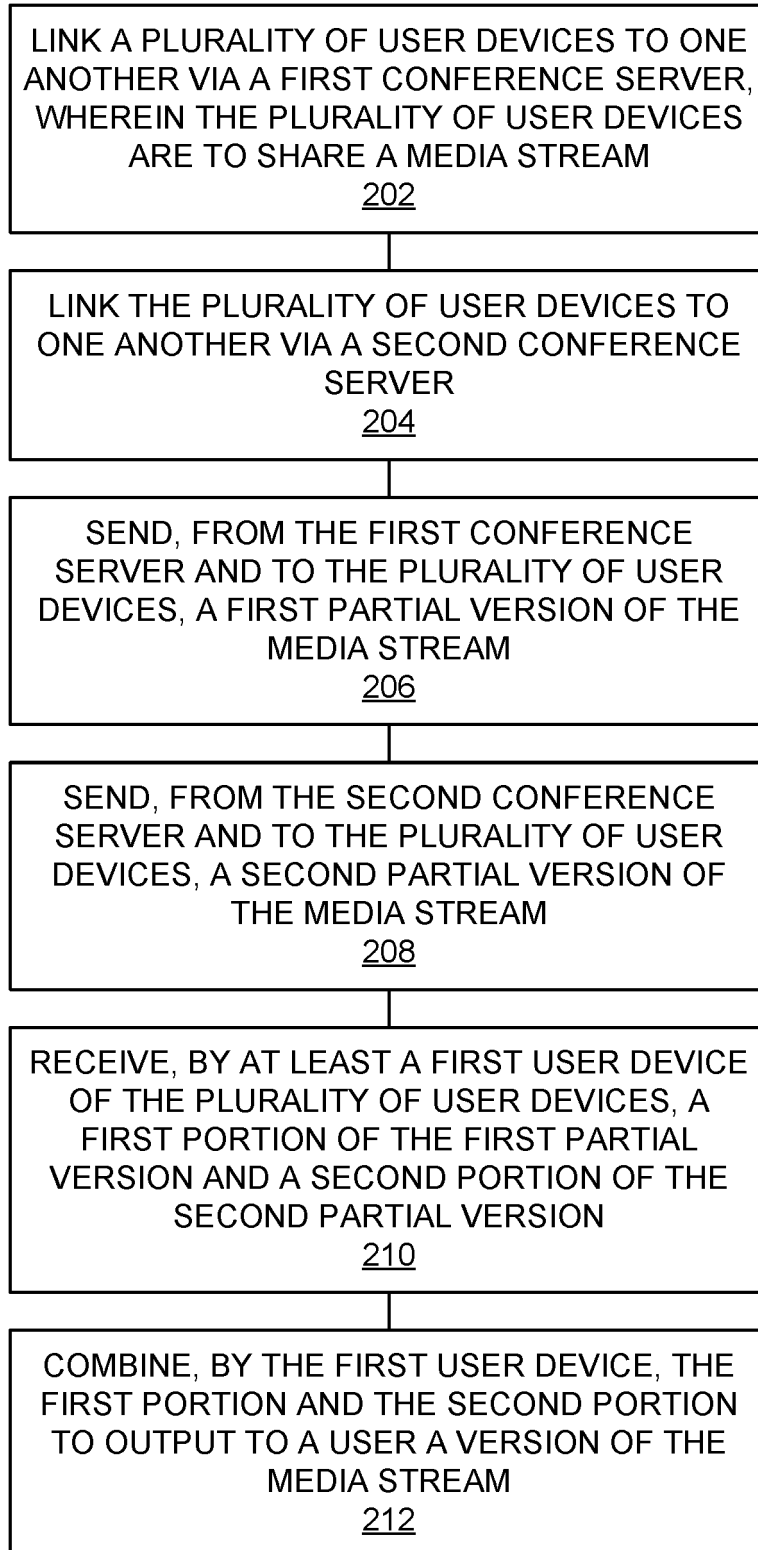 LINK A PLURALITY OF USER DEVICES TO ONE
ANOTHER VIA A FIRST CONFERENCE SERVER,
WHEREIN THE PLURALITY OF USER DEVICES
ARE TO SHARE A MEDIA STREAM
202
LINK THE PLURALITY OF USER DEVICES TO
ONE ANOTHER VIA A SECOND CONFERENCE
SERVER
204
SEND, FROM THE FIRST CONFERENCE
SERVER AND TO THE PLURALITY OF USER
DEVICES, A FIRST PARTIAL VERSION OF THE
MEDIA STREAM
206
SEND, FROM THE SECOND CONFERENCE
SERVER AND TO THE PLURALITY OF USER
DEVICES, A SECOND PARTIAL VERSION OF
THE MEDIA STREAM
208
RECEIVE, BY AT LEAST A FIRST USER DEVICE
OF THE PLURALITY OF USER DEVICES, A
FIRST PORTION OF THE FIRST PARTIAL
VERSION AND A SECOND PORTION OF THE
SECOND PARTIAL VERSION
210
COMBINE, BY THE FIRST USER DEVICE, THE
FIRST PORTION AND THE SECOND PORTION
TO OUTPUT TO A USER A VERSION OF THE
MEDIA STREAM
212